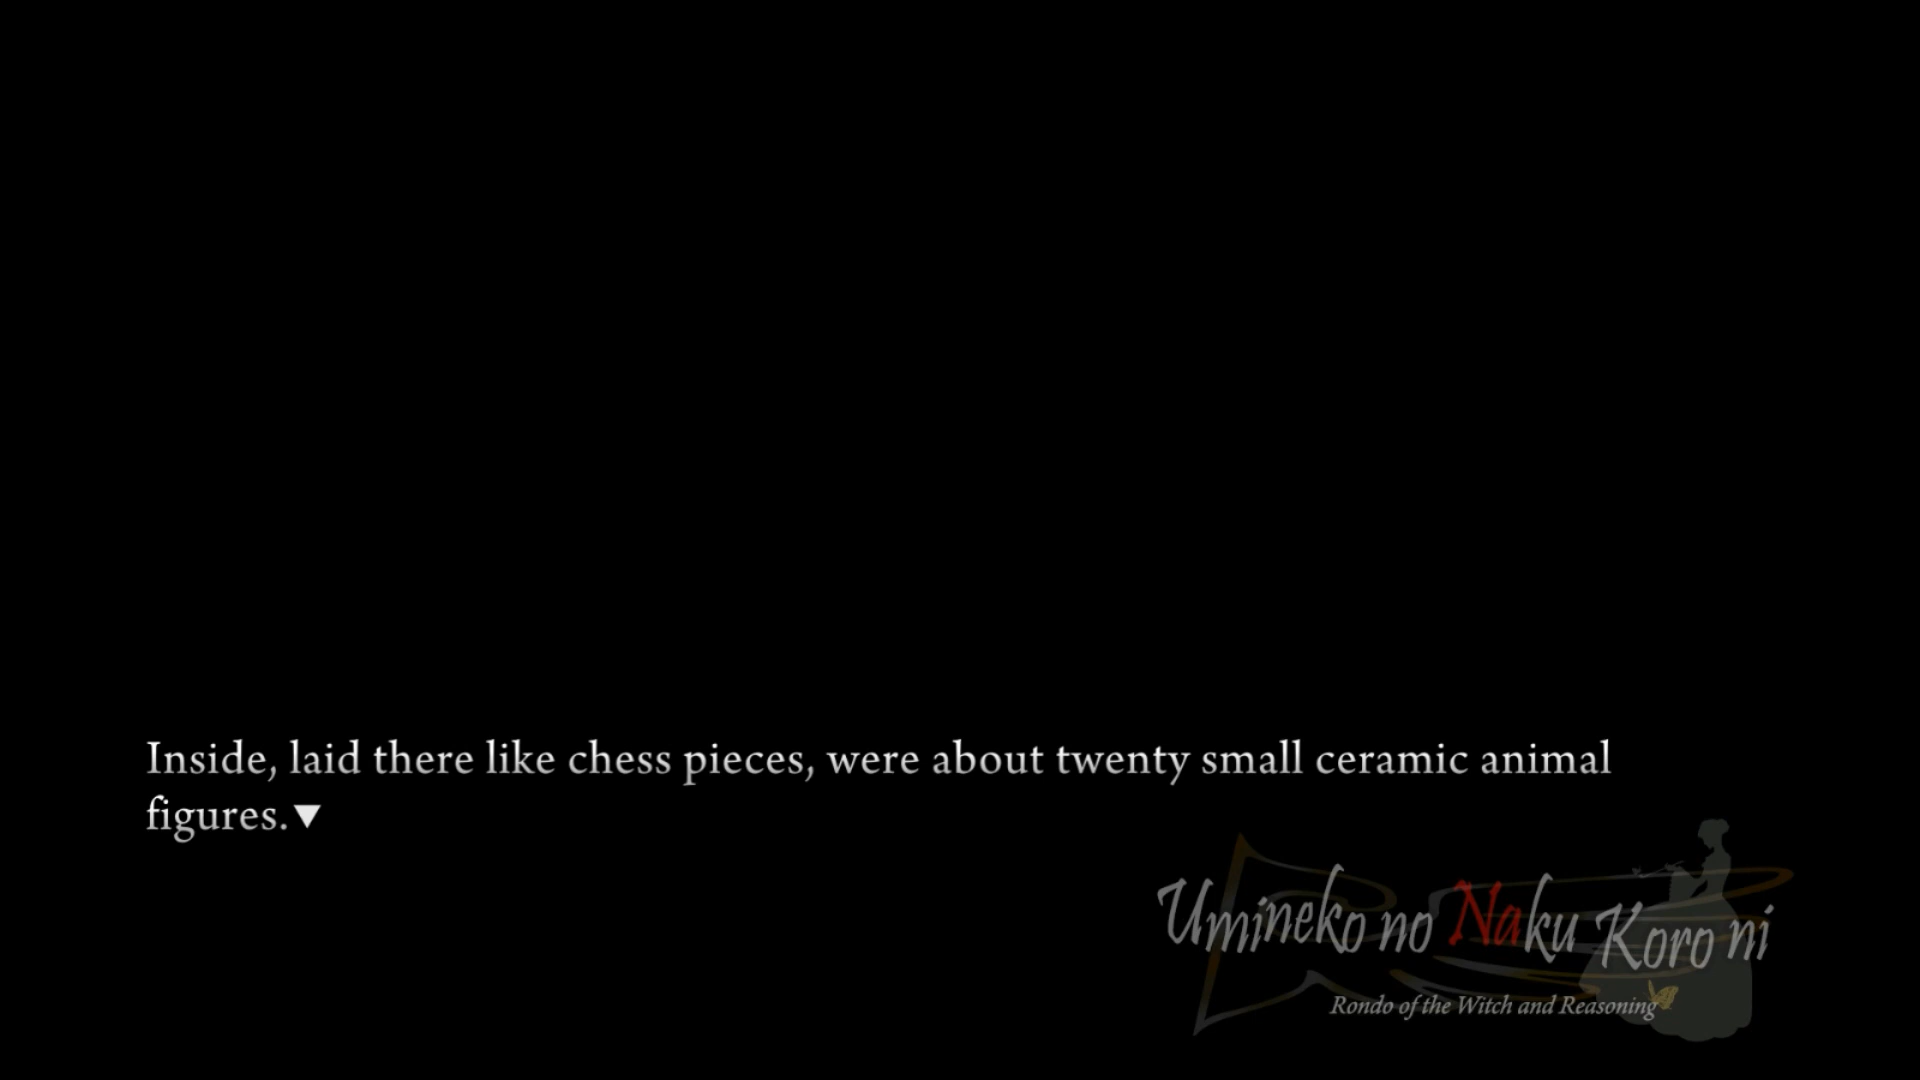 Inside, laid there like chess pieces, were about twenty small ceramic animal
figures.▼
Umineko no Naku Koro ni
Rondo of the Witch and Reasoning